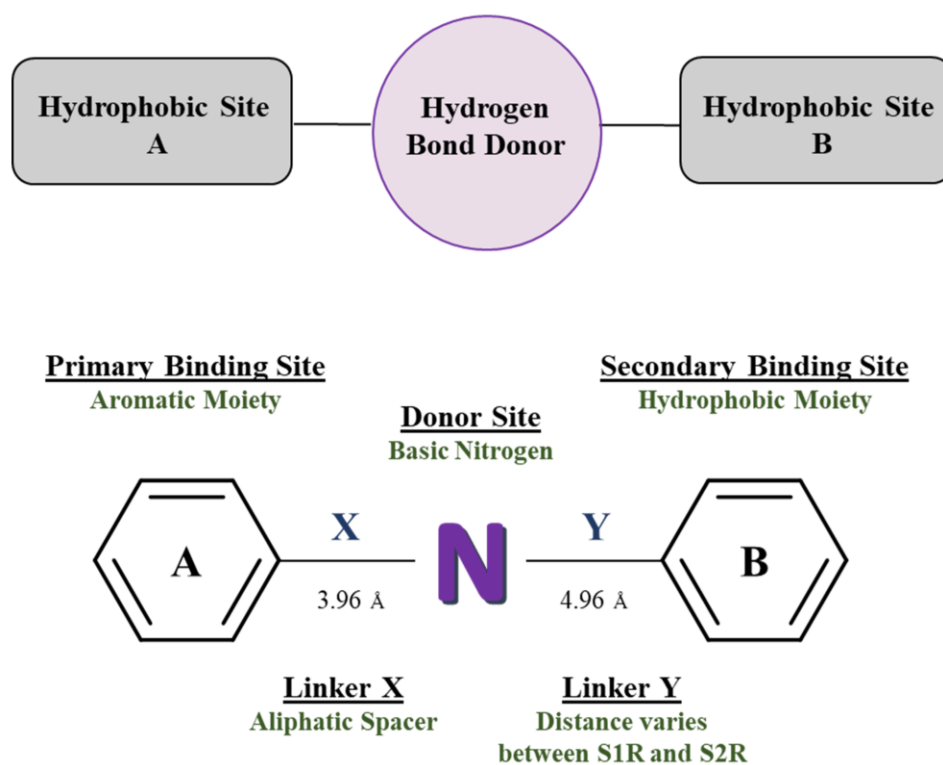 Hydrophobic Site
A
Hydrogen
Bond Donor
Hydrophobic Site
B
Primary Binding Site
Aromatic Moiety
Secondary Binding Site
Hydrophobic Moiety
Donor Site
Basic Nitrogen
A
X
3.96 Å
N
Y
4.96 Å
B
Linker X
Aliphatic Spacer
Linker Y
Distance varies
between S1R and S2R